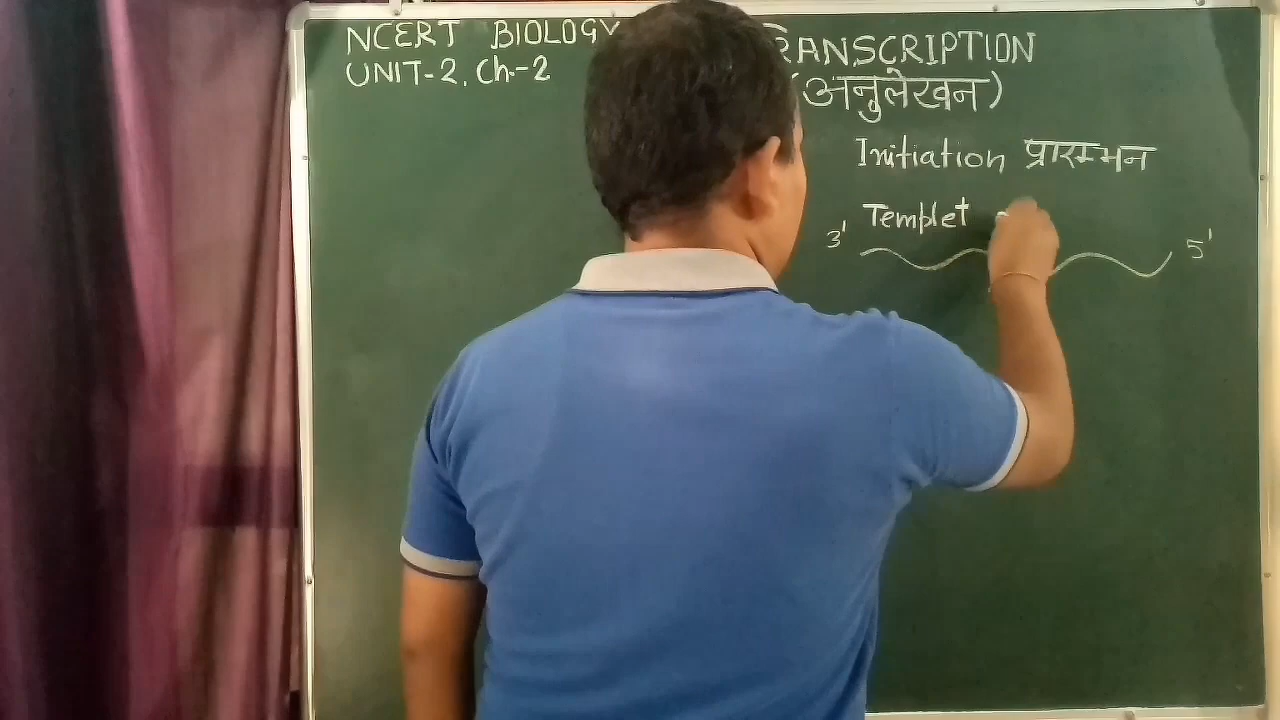 NCERT BIOLOGY
UNIT-2, Ch.-2
TRANSCRIPTION
(अनुलेखन)
Initiation प्रारम्भन
Templet
3' 5'